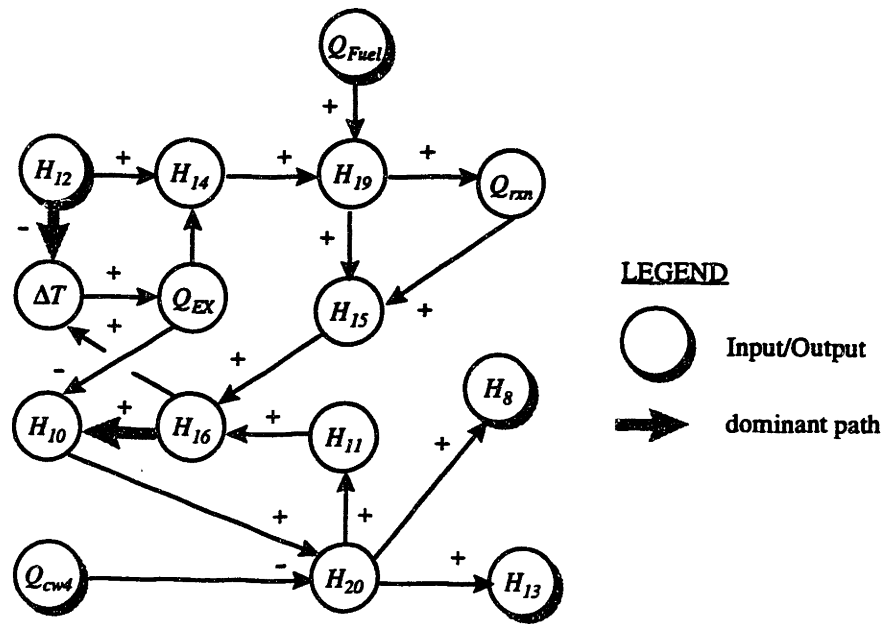 Q_Fuel
+
H_12
+
H_14
+
H_19
+
Q_rxn
-
+
ΔT
+
Q_EX
H_15
+
+
-
+
H_10
+
H_16
+
H_11
+
H_8
+
+
Q_cw4
-
H_20
+
H_13
LEGEND
Input/Output
dominant path